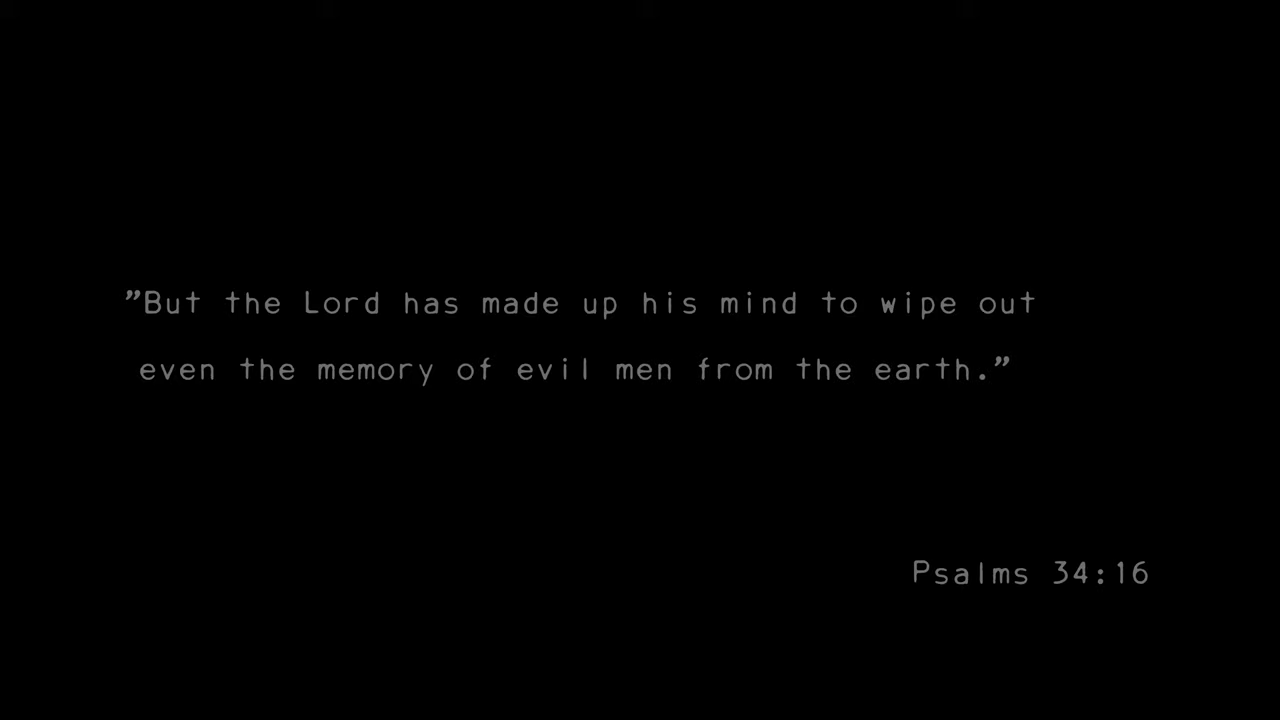 ”But the Lord has made up his mind to wipe out
even the memory of evil men from the earth.”
Psalms 34:16